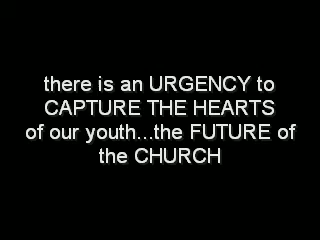 there is an URGENCY to
CAPTURE THE HEARTS
of our youth...the FUTURE of
the CHURCH